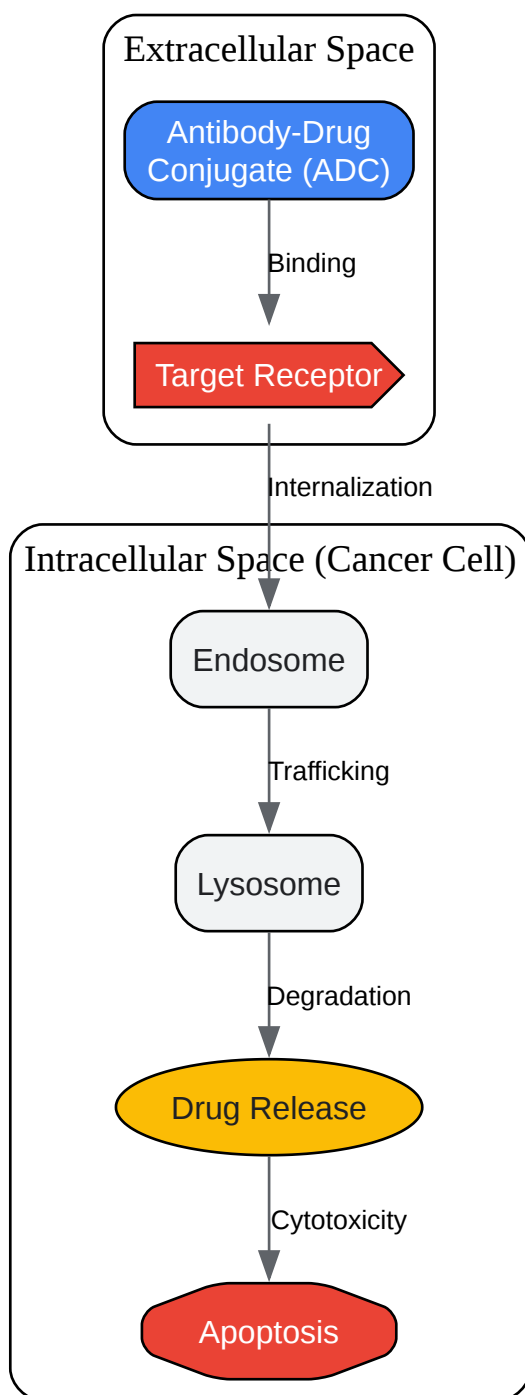 Extracellular Space
Antibody-Drug
Conjugate (ADC)
Binding
Target Receptor
Internalization
Intracellular Space (Cancer Cell)
Endosome
Trafficking
Lysosome
Degradation
Drug Release
Cytotoxicity
Apoptosis